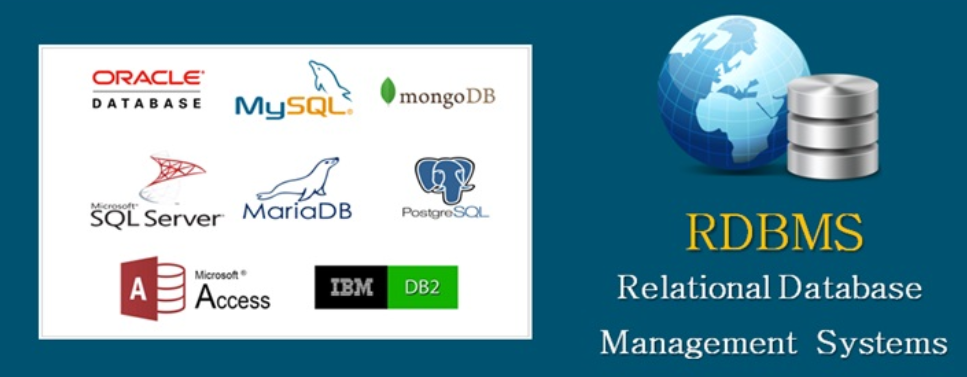 ORACLE®
DATABASE
MySQL®
mongoDB
Microsoft®
SQL Server
MariaDB
PostgreSQL
A
Microsoft®
Access
IBM DB2
RDBMS
Relational Database
Management Systems